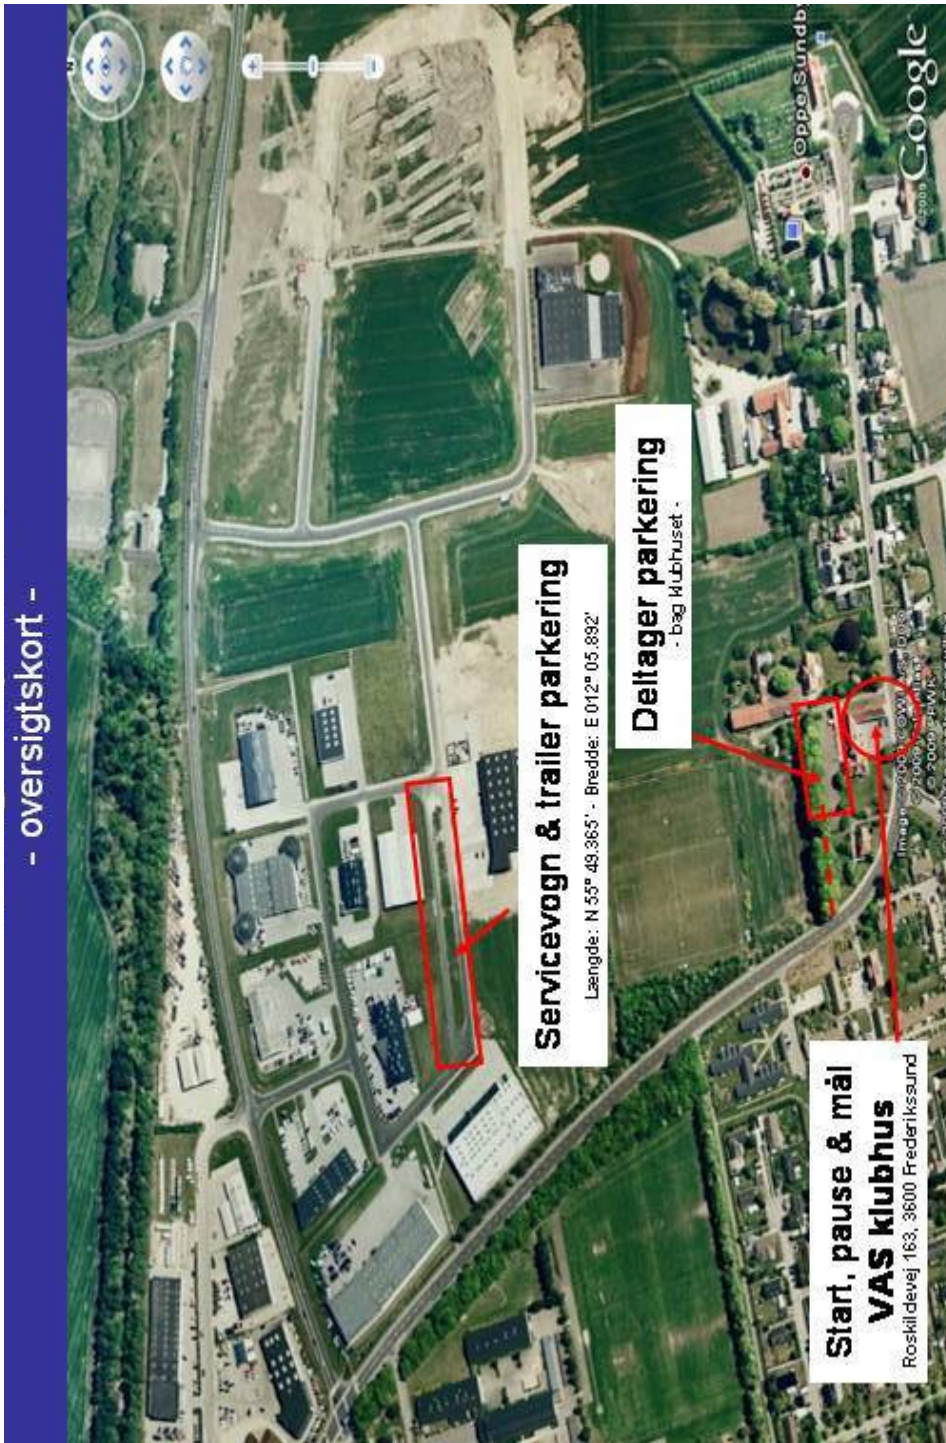 - oversigtskort -
Servicevogn & trailer parkering
Længde: N 55° 49.365' - Bredde: E 012° 05.892'
Deltager parkering
- bag klubhuset -
Start, pause & mål
VAS klubhus
Roskildevej 163, 3600 Frederikssund
Oppe Sundby
©2009 Google